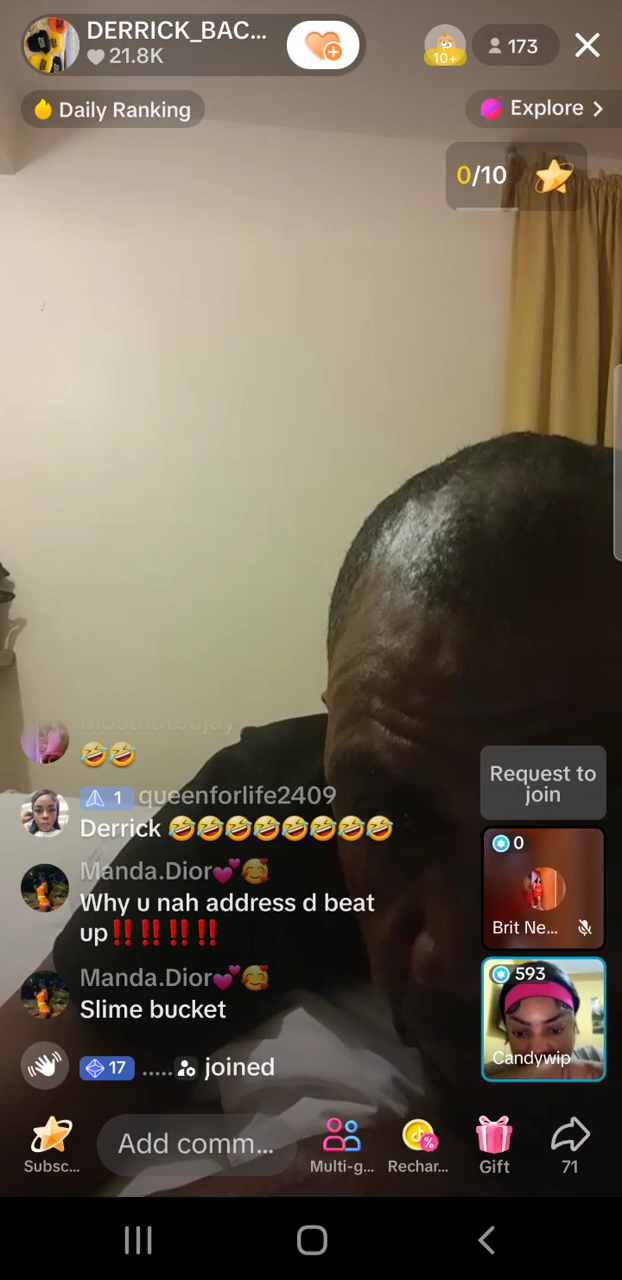 DERRICK_BAC...
21.8K
10+
173
Daily Ranking
Explore
0/10
🤣🤣
1 queenforlife2409
Derrick 🤣🤣🤣🤣🤣🤣🤣🤣
Manda.Dior💕🥰
Why u nah address d beat
up‼️‼️‼️‼️
Manda.Dior💕🥰
Slime bucket
17 ..... joined
Request to
join
0
Brit Ne...
593
Candywip
Add comm...
Subsc...
Multi-g...
Rechar...
Gift
71